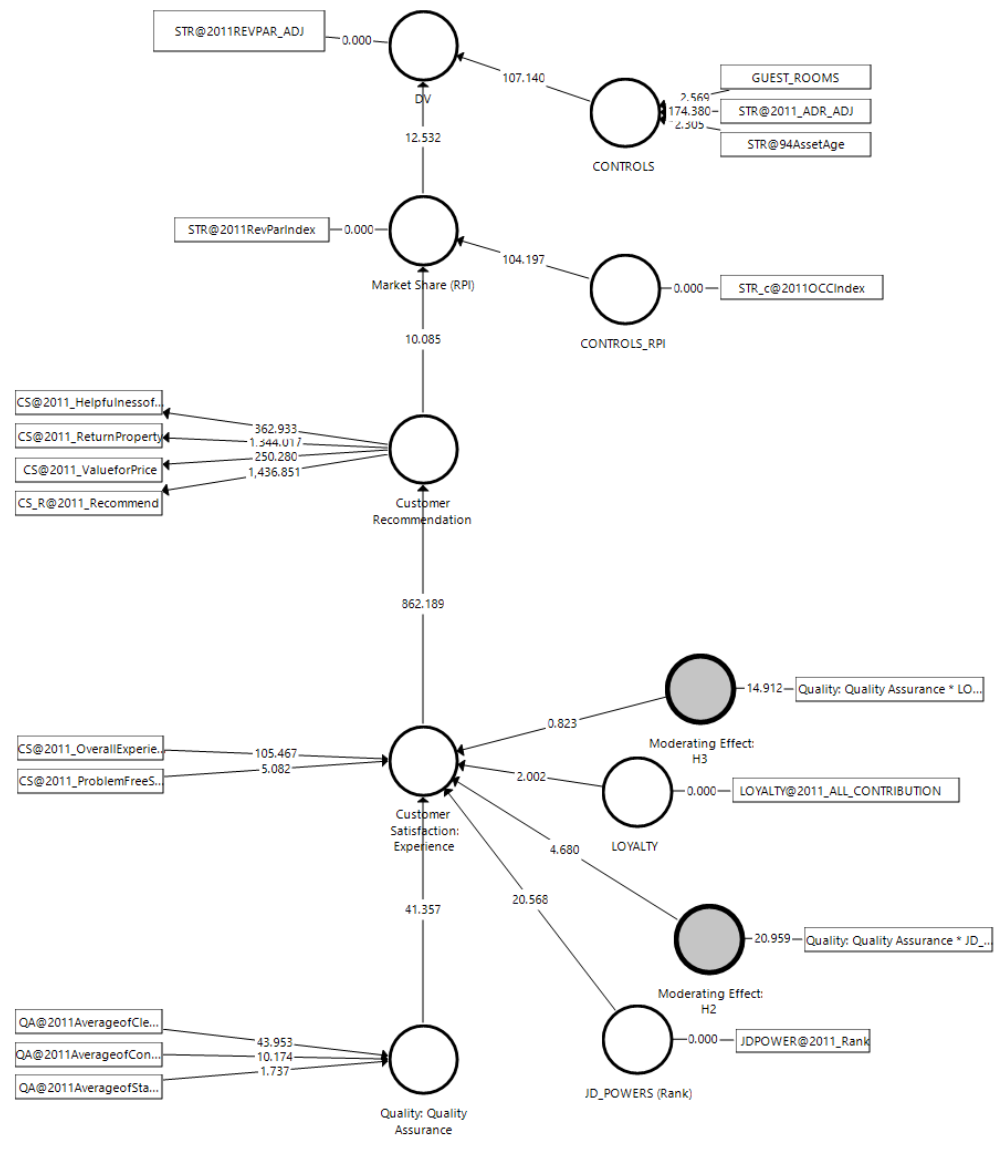 STR@2011REVPAR_ADJ
0.000
DV
107.140
GUEST_ROOMS
2.569
174.380
STR@2011_ADR_ADJ
2.305
STR@94AssetAge
CONTROLS
12.532
STR@2011RevParIndex
0.000
Market Share (RPI)
104.197
0.000
STR_c@2011OCCIndex
CONTROLS_RPI
10.085
CS@2011_Helpfulnessof...
362.933
CS@2011_ReturnProperty
1,344.017
CS@2011_ValueforPrice
250.280
CS_R@2011_Recommend
1,436.851
Customer
Recommendation
862.189
14.912
Quality: Quality Assurance * LO...
0.823
Moderating Effect:
H3
CS@2011_OverallExperie...
105.467
CS@2011_ProblemFreeS...
5.082
2.002
0.000
LOYALTY@2011_ALL_CONTRIBUTION
LOYALTY
Customer
Satisfaction:
Experience
4.680
20.568
41.357
20.959
Quality: Quality Assurance * JD_...
Moderating Effect:
H2
QA@2011AverageofCle...
43.953
QA@2011AverageofCon...
10.174
QA@2011AverageofSta...
1.737
0.000
JDPOWER@2011_Rank
JD_POWERS (Rank)
Quality: Quality
Assurance